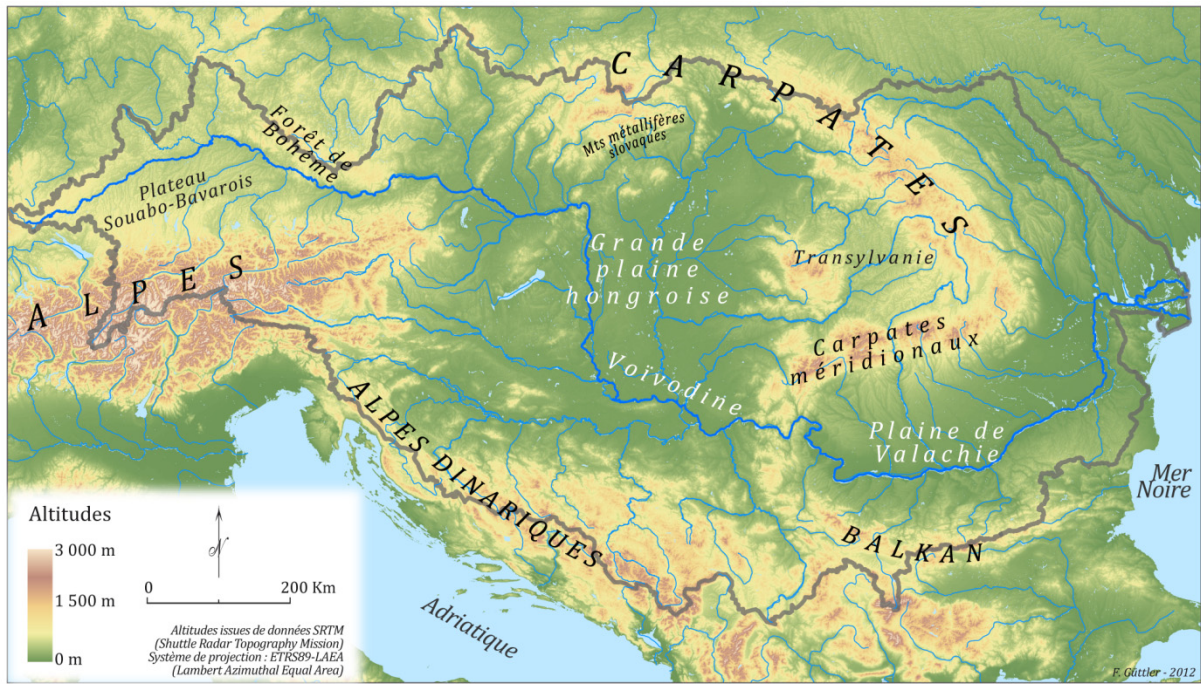 CARPATES
Forêt de
Bohême
Mts métallifères
slovaques
Plateau
Souabo-Bavarois
ALPES
Grande
plaine
hongroise
Transylvanie
Carpates
méridionaux
Voïvodine
ALPES DINARIQUES
Plaine de
Valachie
Mer
Noire
BALKAN
Adriatique
Altitudes
3 000 m
1 500 m
0 m
N
0 200 Km
Altitudes issues de données SRTM
(Shuttle Radar Topography Mission)
Système de projection : ETRS89-LAEA
(Lambert Azimuthal Equal Area)
F. Güttler - 2012